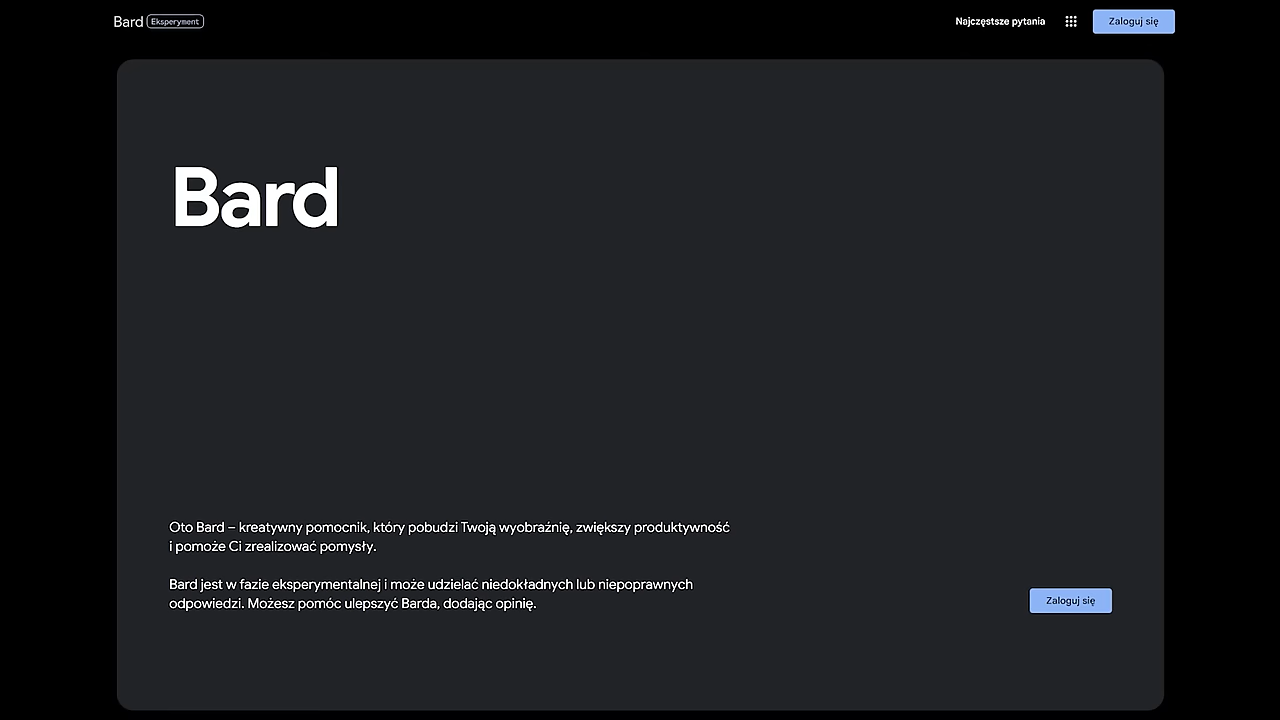 Bard Eksperyment
Najczęstsze pytania
Zaloguj się
Bard
Oto Bard – kreatywny pomocnik, który pobudzi Twoją wyobraźnię, zwiększy produktywność
i pomoże Ci zrealizować pomysły.
Bard jest w fazie eksperymentalnej i może udzielać niedokładnych lub niepoprawnych
odpowiedzi. Możesz pomóc ulepszyć Barda, dodając opinię.
Zaloguj się